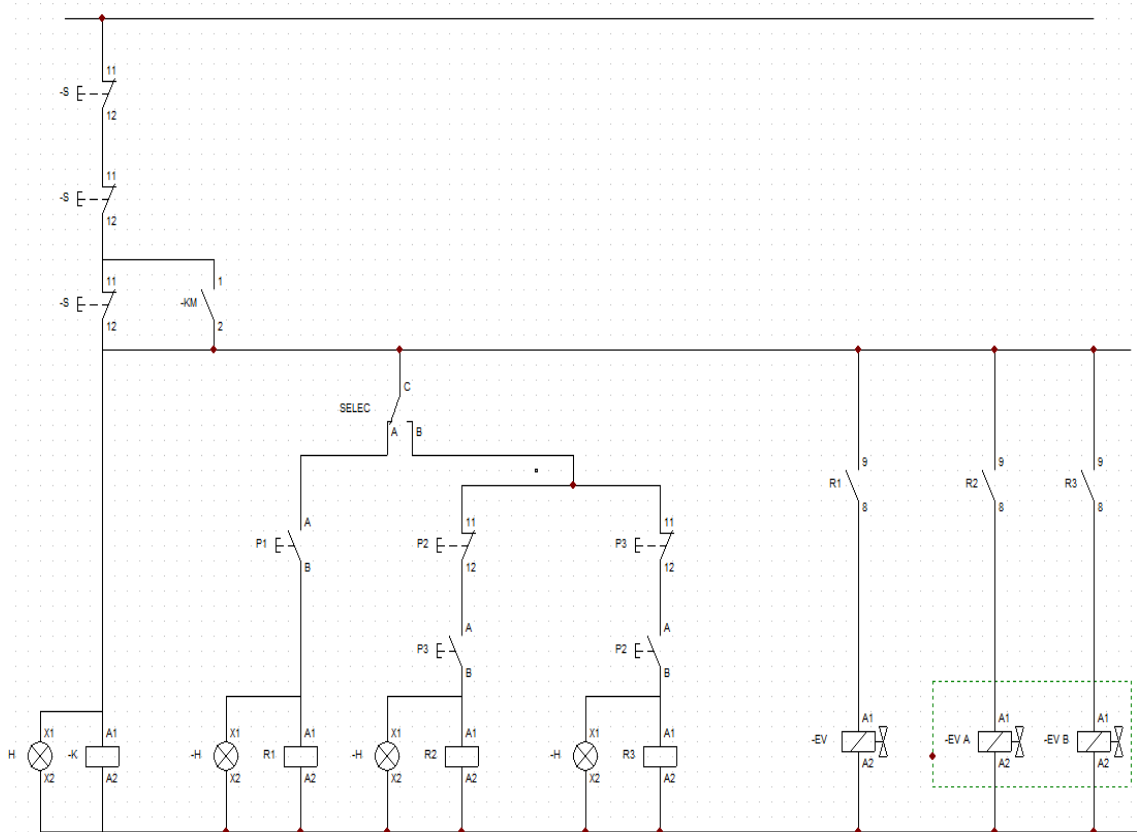 11
-S
12
11
-S
12
11
1
-S
-KM
12
2
C
SELEC
A B
9 9 9
R1 R2 R3
8 8 8
A 11 11
P1 P2 P3
B 12 12
A A
P3 P2
B B
X1 A1 X1 A1 X1 A1 X1 A1 A1 A1 A1
H -K -H R1 -H R2 -H R3 -EV -EV A -EV B
X2 A2 X2 A2 X2 A2 X2 A2 A2 A2 A2